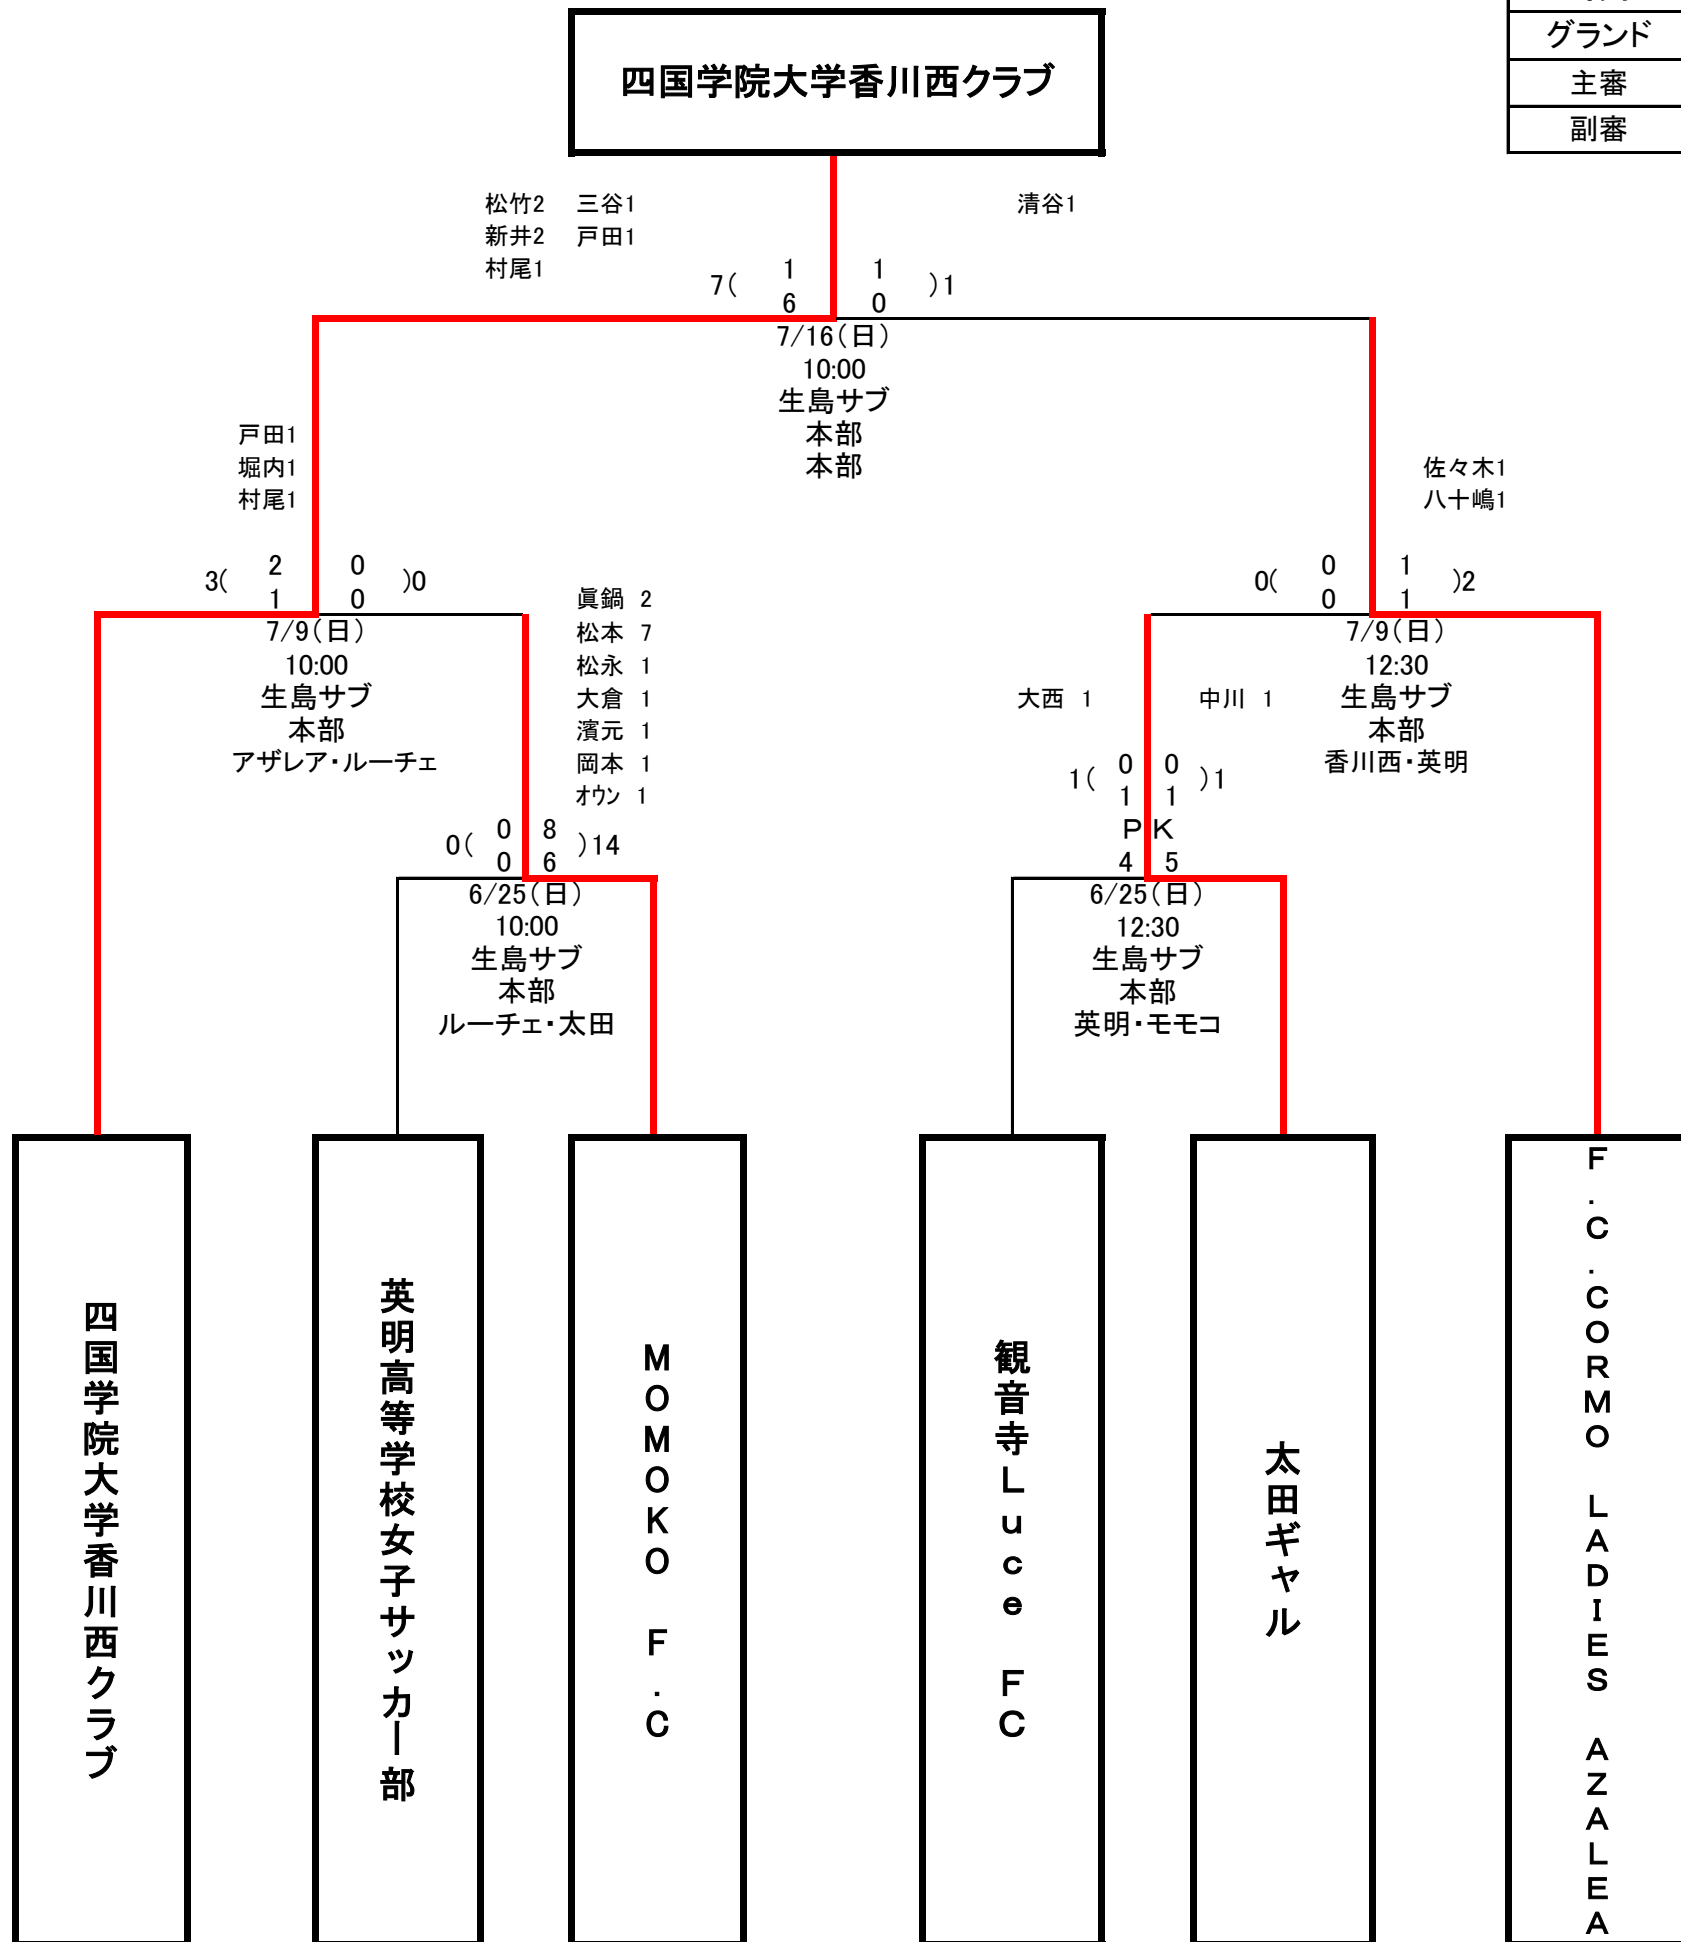 グランド
主審
副審
四国学院大学香川西クラブ
松竹2 三谷1
新井2 戸田1
村尾1
清谷1
7( 1 1 )1
6 0
7/16(日)
10:00
生島サブ
本部
本部
戸田1
堀内1
村尾1
3( 2 0 )0
1 0
7/9(日)
10:00
生島サブ
本部
アザレア・ルーチェ
佐々木1
八十嶋1
0( 0 1 )2
0 1
7/9(日)
12:30
生島サブ
本部
香川西・英明
眞鍋 2
松本 7
松永 1
大倉 1
濱元 1
岡本 1
オウン 1
0( 0 8 )14
0 6
6/25(日)
10:00
生島サブ
本部
ルーチェ・太田
大西 1 中川 1
1( 0 0 )1
1 1
P K
4 5
6/25(日)
12:30
生島サブ
本部
英明・モモコ
四国学院大学香川西クラブ
英明高等学校女子サッカー部
MOMOKO F.C
観音寺Luce FC
太田ギャル
F.C.CORMO LADIES AZALEA